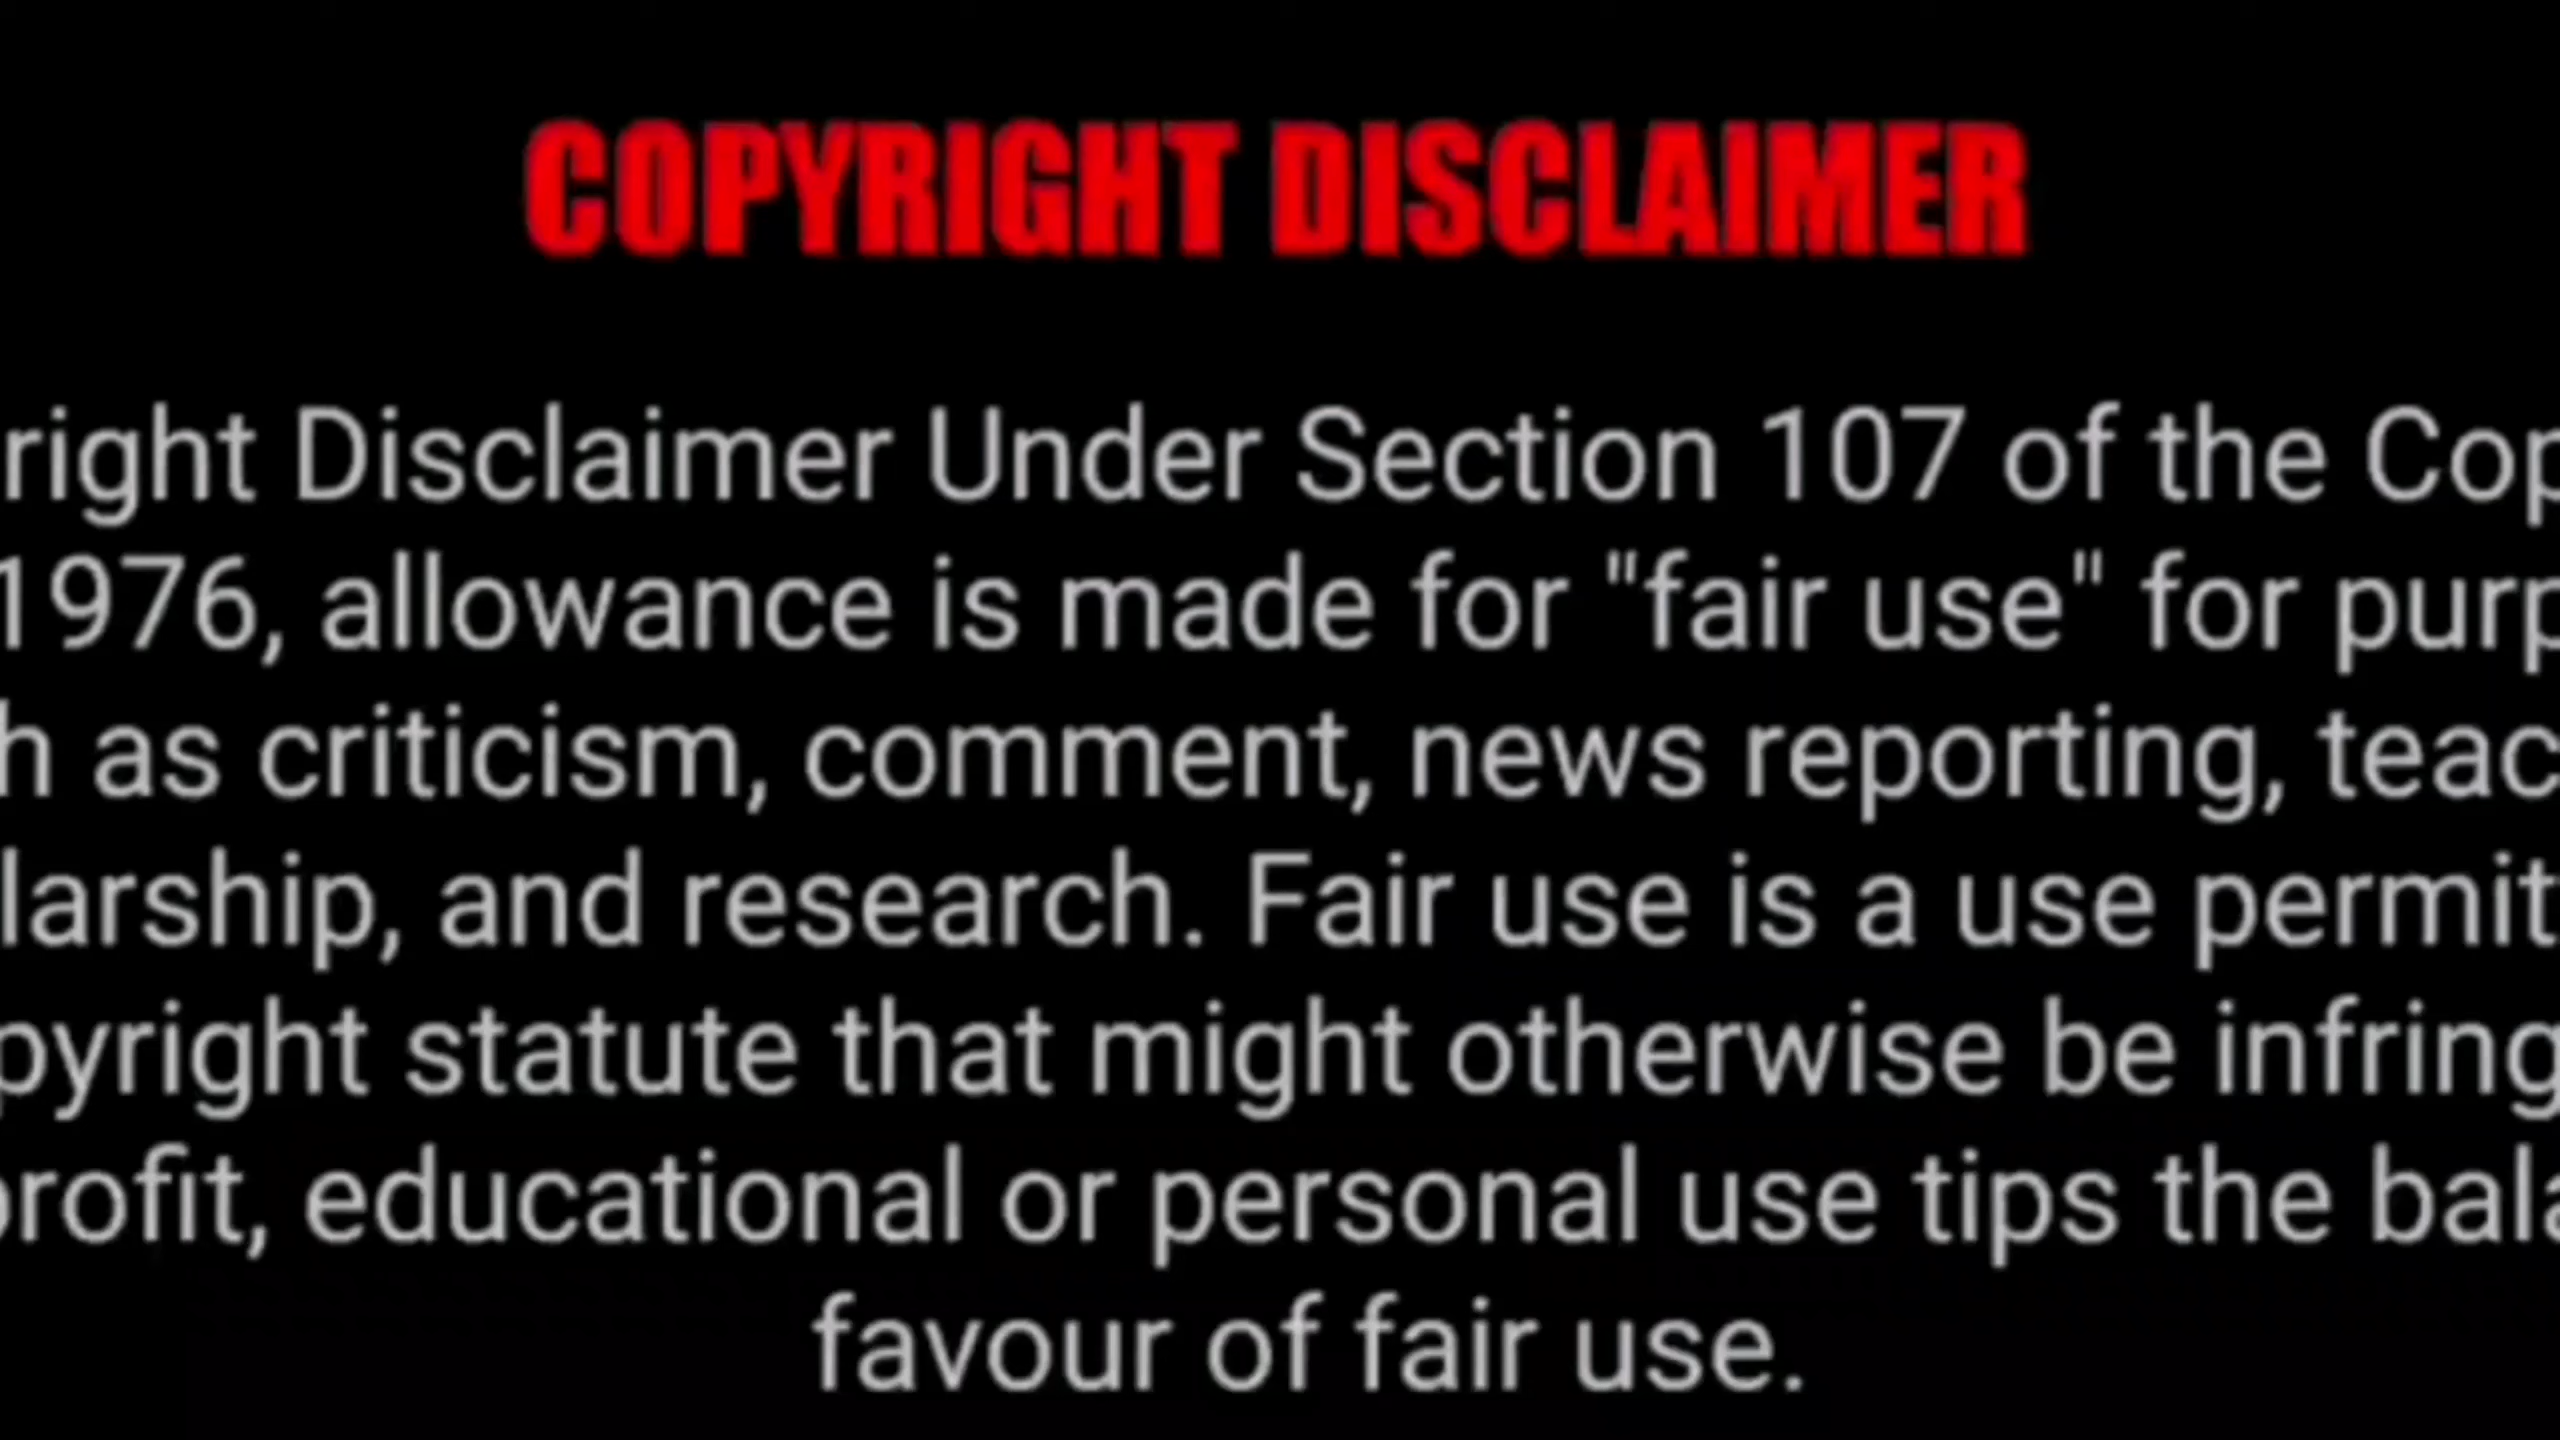 COPYRIGHT DISCLAIMER
right Disclaimer Under Section 107 of the Cop
1976, allowance is made for "fair use" for purp
h as criticism, comment, news reporting, teac
larship, and research. Fair use is a use permit
pyright statute that might otherwise be infring
profit, educational or personal use tips the bala
favour of fair use.